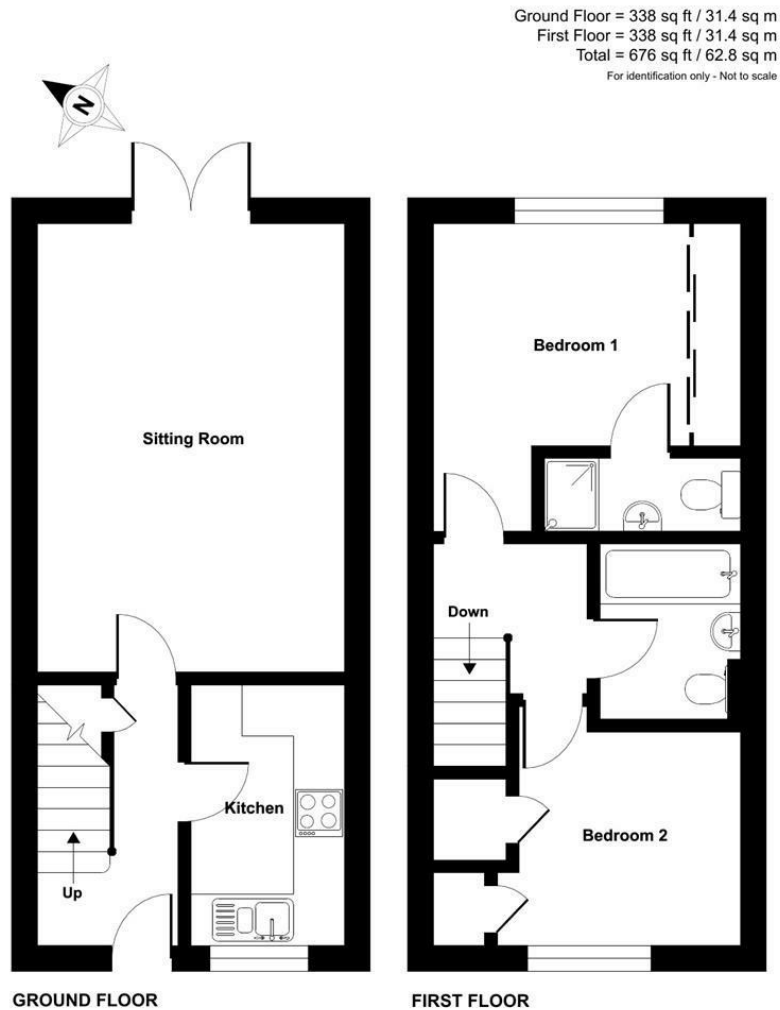 Ground Floor = 338 sq ft / 31.4 sq m
First Floor = 338 sq ft / 31.4 sq m
Total = 676 sq ft / 62.8 sq m
For identification only - Not to scale
N
Sitting Room
Kitchen
Up
GROUND FLOOR
Bedroom 1
Down
Bedroom 2
FIRST FLOOR